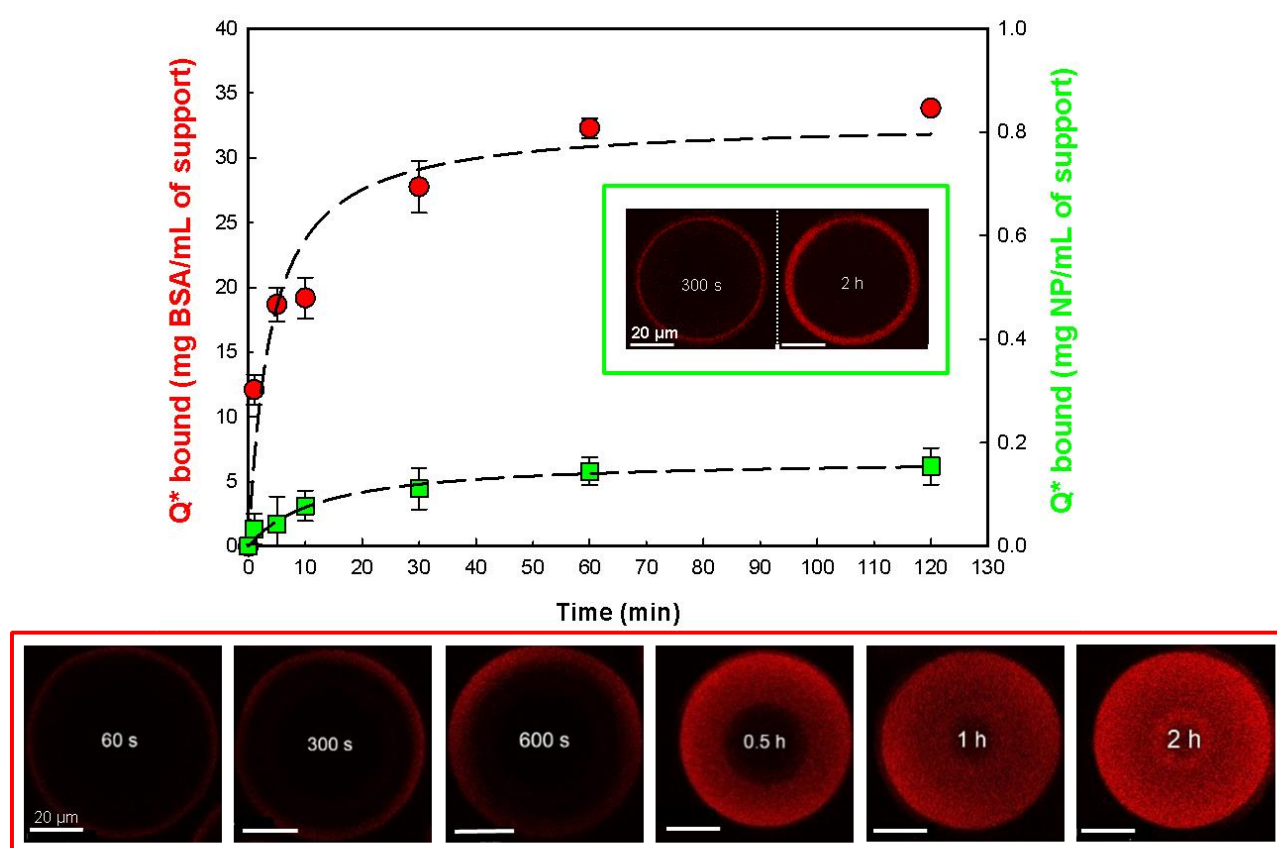 Q* bound (mg BSA/mL of support)
40
35
30
25
20
15
10
5
0
1.0
0.8
0.6
0.4
0.2
0.0
Q* bound (mg NP/mL of support)
300 s
2 h
20 µm
0 10 20 30 40 50 60 70 80 90 100 110 120 130
Time (min)
60 s
300 s
600 s
0.5 h
1 h
2 h
20 µm